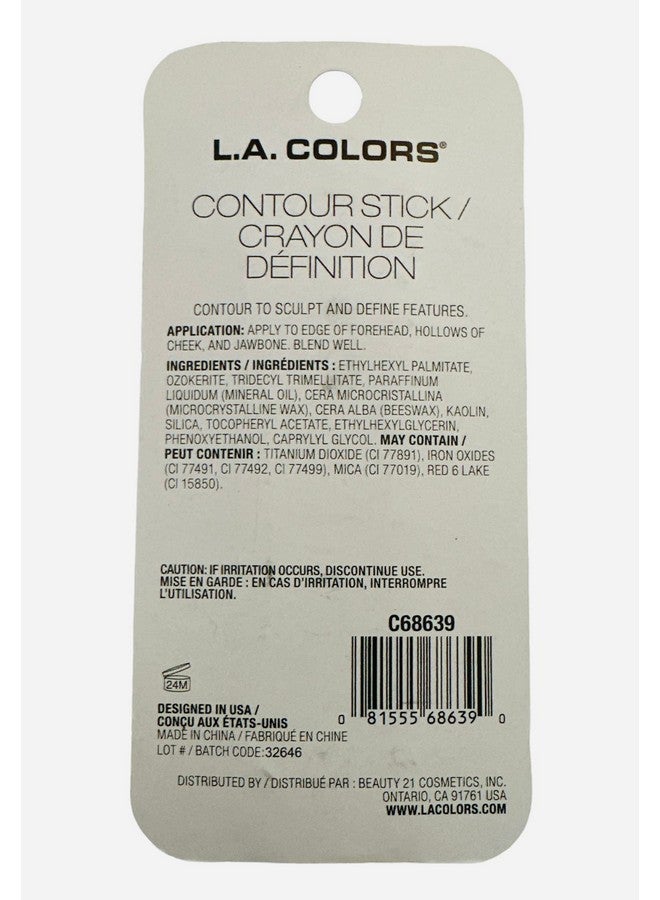 L.A. COLORS®
CONTOUR STICK /
CRAYON DE
DÉFINITION
CONTOUR TO SCULPT AND DEFINE FEATURES.
APPLICATION: APPLY TO EDGE OF FOREHEAD, HOLLOWS OF
CHEEK, AND JAWBONE. BLEND WELL.
INGREDIENTS / INGRÉDIENTS : ETHYLHEXYL PALMITATE,
OZOKERITE, TRIDECYL TRIMELLITATE, PARAFFINUM
LIQUIDUM (MINERAL OIL), CERA MICROCRISTALLINA
(MICROCRYSTALLINE WAX), CERA ALBA (BEESWAX), KAOLIN,
SILICA, TOCOPHERYL ACETATE, ETHYLHEXYLGLYCERIN,
PHENOXYETHANOL, CAPRYLYL GLYCOL. MAY CONTAIN /
PEUT CONTENIR : TITANIUM DIOXIDE (CI 77891), IRON OXIDES
(CI 77491, CI 77492, CI 77499), MICA (CI 77019), RED 6 LAKE
(CI 15850).
CAUTION: IF IRRITATION OCCURS, DISCONTINUE USE.
MISE EN GARDE : EN CAS D'IRRITATION, INTERROMPRE
L'UTILISATION.
C68639
24M
0 81555 68639 0
DESIGNED IN USA /
CONÇU AUX ÉTATS-UNIS
MADE IN CHINA / FABRIQUÉ EN CHINE
LOT # / BATCH CODE: 32646
DISTRIBUTED BY / DISTRIBUÉ PAR : BEAUTY 21 COSMETICS, INC.
ONTARIO, CA 91761 USA
WWW.LACOLORS.COM